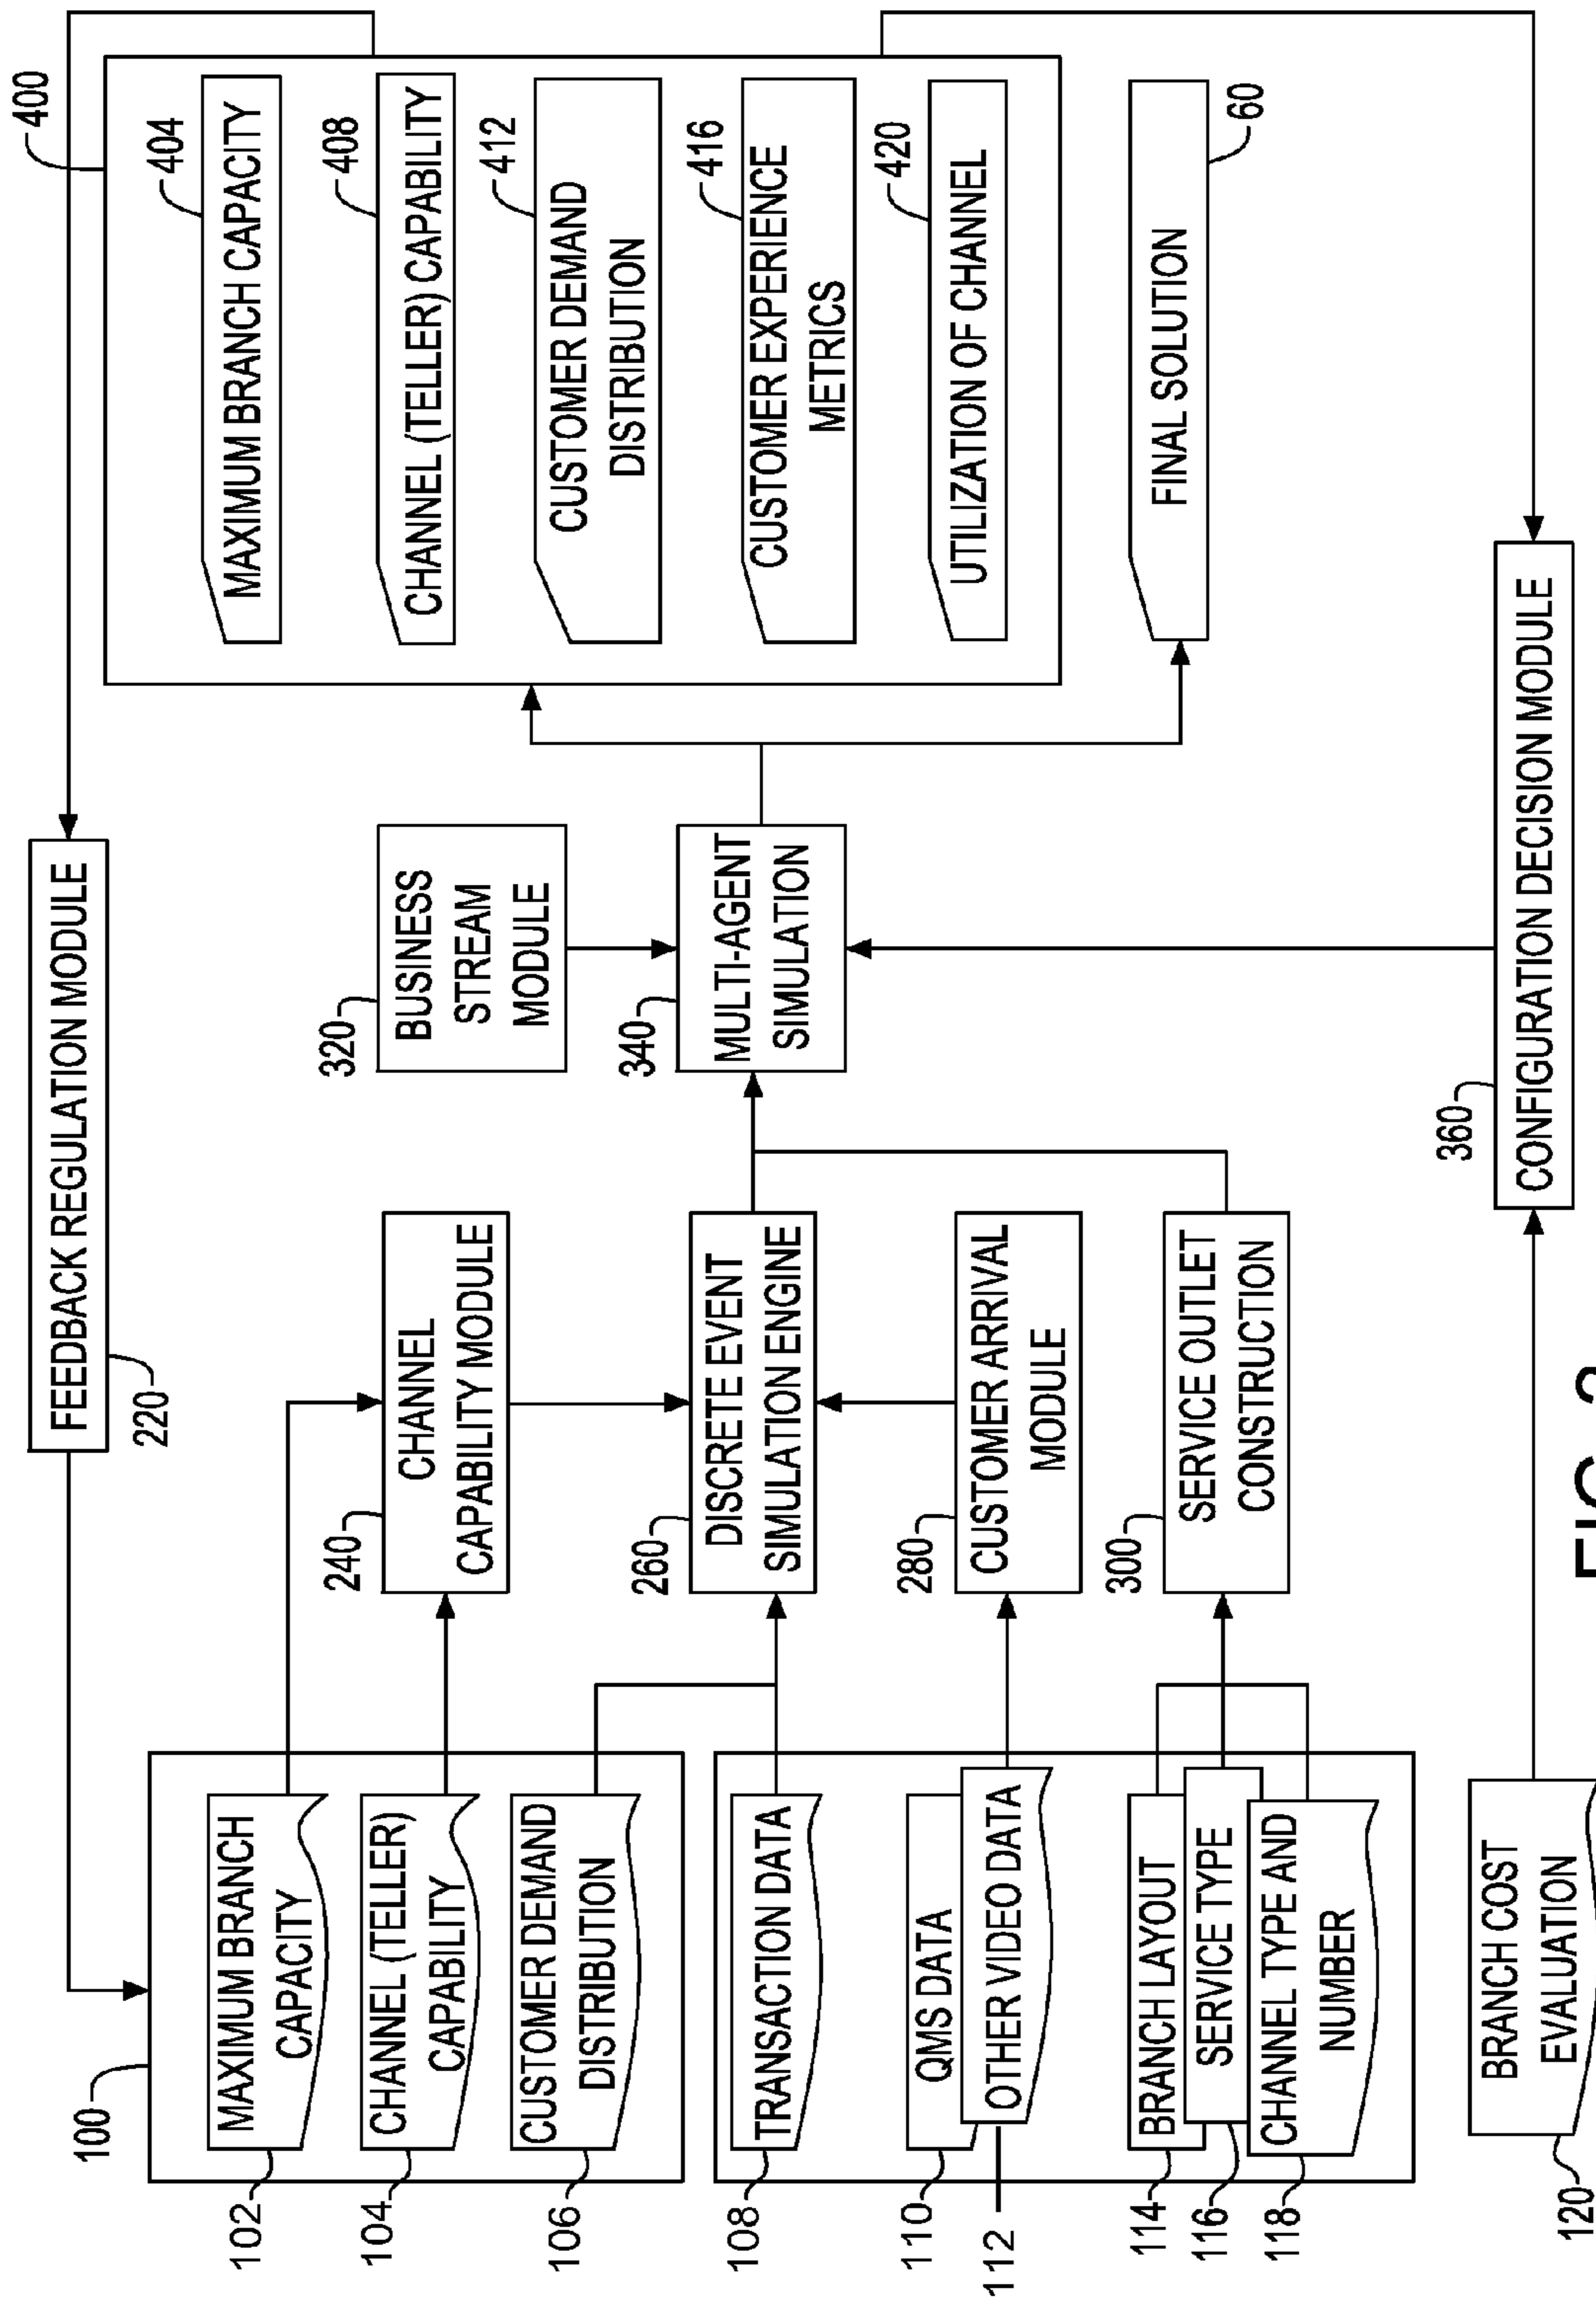 100
MAXIMUM BRANCH
CAPACITY
102
CHANNEL (TELLER)
CAPABILITY
104
CUSTOMER DEMAND
DISTRIBUTION
106
TRANSACTION DATA
108
QMS DATA
110
OTHER VIDEO DATA
112
BRANCH LAYOUT
114
SERVICE TYPE
116
CHANNEL TYPE AND
NUMBER
118
BRANCH COST
EVALUATION
120
FEEDBACK REGULATION MODULE
220
240
CHANNEL
CAPABILITY MODULE
260
DISCRETE EVENT
SIMULATION ENGINE
280
CUSTOMER ARRIVAL
MODULE
300
SERVICE OUTLET
CONSTRUCTION
320
BUSINESS
STREAM
MODULE
340
MULTI-AGENT
SIMULATION
360
CONFIGURATION DECISION MODULE
400
404
MAXIMUM BRANCH CAPACITY
408
CHANNEL (TELLER) CAPABILITY
412
CUSTOMER DEMAND
DISTRIBUTION
416
CUSTOMER EXPERIENCE
METRICS
420
UTILIZATION OF CHANNEL
FINAL SOLUTION
60